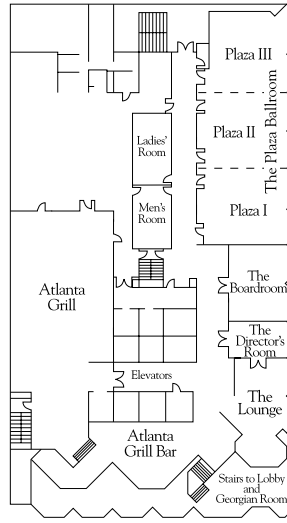 Plaza III
Plaza II
The Plaza Ballroom
Ladies'
Room
Men's
Room
Plaza I
Atlanta
Grill
The
Boardroom
The
Director's
Room
Elevators
The
Lounge
Atlanta
Grill Bar
Stairs to Lobby
and
Georgian Room